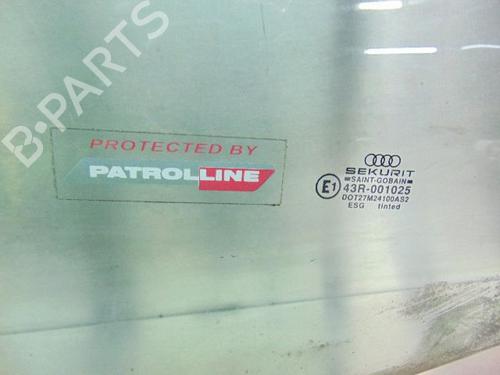 B-PARTS
PROTECTED BY
PATROLLINE
SEKURIT
SAINT-GOBAIN
E1 43R-001025
DOT27M24100AS2
ESG tinted